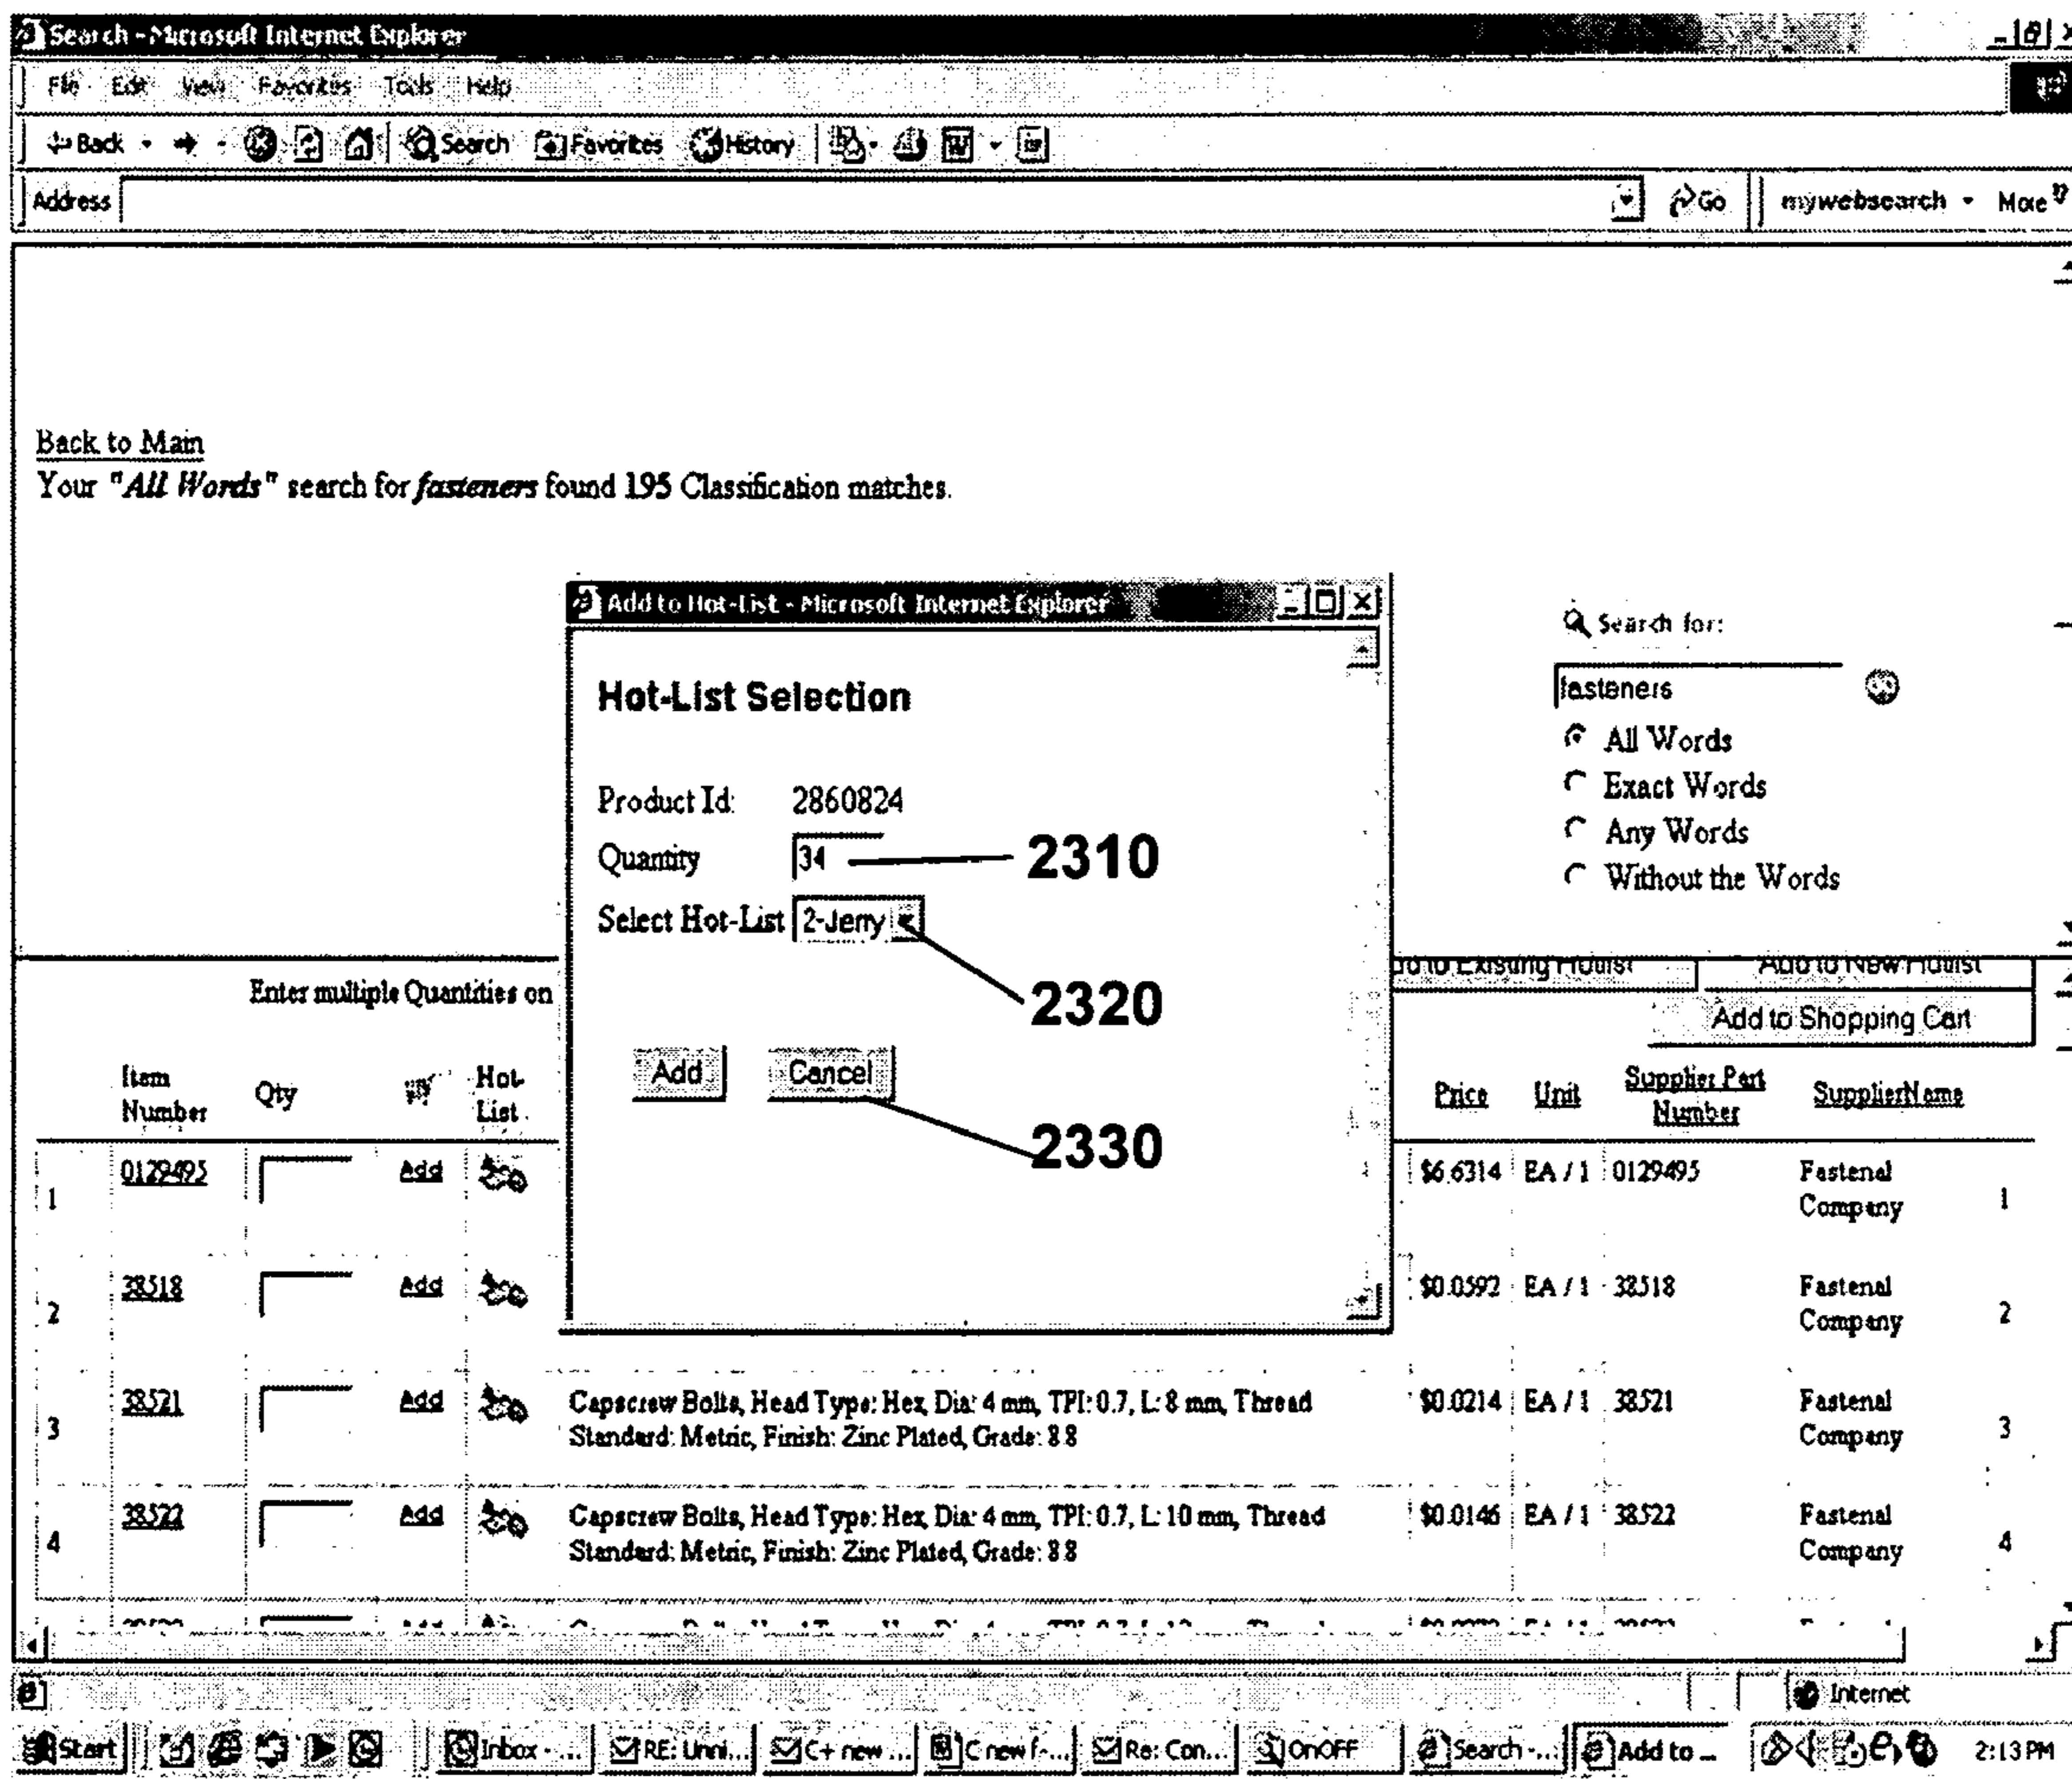 Search - Microsoft Internet Explorer
File Edit View Favorites Tools Help
Back Search Favorites History
Address Go mywebsearch More
Back to Main
Your "All Words" search for fasteners found 195 Classification matches.
Add to Hot-List - Microsoft Internet Explorer
Search for:
Hot-List Selection
fasteners
All Words
Product Id: 2860824
Exact Words
Quantity 34 2310
Any Words
Without the Words
Select Hot-List 2-Jerry
2320
Enter multiple Quantities on
to Existing Hotlist Add to New Hotlist
Add to Shopping Cart
Add Cancel
Item Number Qty Hot-List Price Unit Supplier Part Number SupplierName
2330
1 0129495 Add $6.6314 EA / 1 0129495 Fastenal Company 1
2 38518 Add $0.0592 EA / 1 38518 Fastenal Company 2
3 38521 Add Capscrew Bolts, Head Type: Hex, Dia: 4 mm, TPI: 0.7, L: 8 mm, Thread $0.0214 EA / 1 38521 Fastenal Company 3
Standard: Metric, Finish: Zinc Plated, Grade: 8.8
4 38522 Add Capscrew Bolts, Head Type: Hex, Dia: 4 mm, TPI: 0.7, L: 10 mm, Thread $0.0146 EA / 1 38522 Fastenal Company 4
Standard: Metric, Finish: Zinc Plated, Grade: 8.8
Internet
Start Inbox - ... RE: Unni... C+ new ... C new f-... Re: Con... OnOFF Search -... Add to ... 2:13 PM